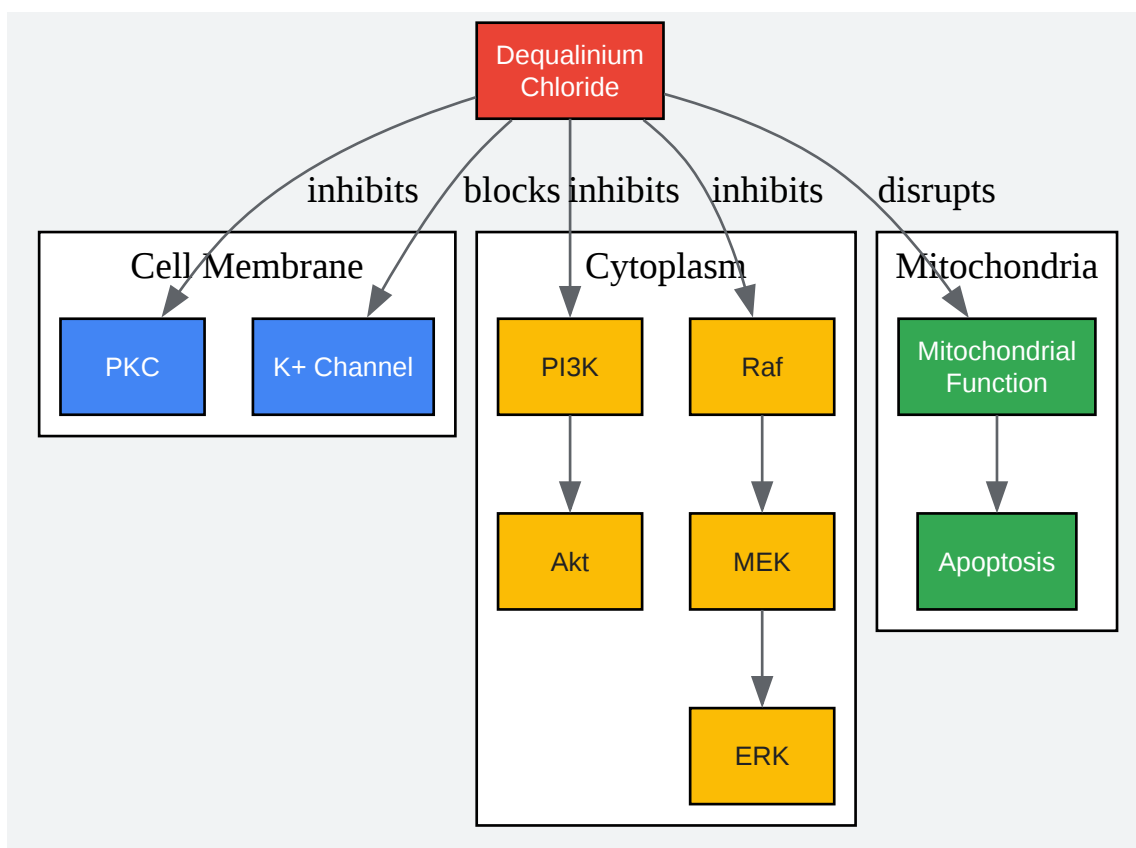 Dequalinium
Chloride
inhibits
blocks
inhibits
inhibits
disrupts
Cell Membrane
Cytoplasm
Mitochondria
PKC
K+ Channel
PI3K
Raf
Mitochondrial
Function
Akt
MEK
Apoptosis
ERK